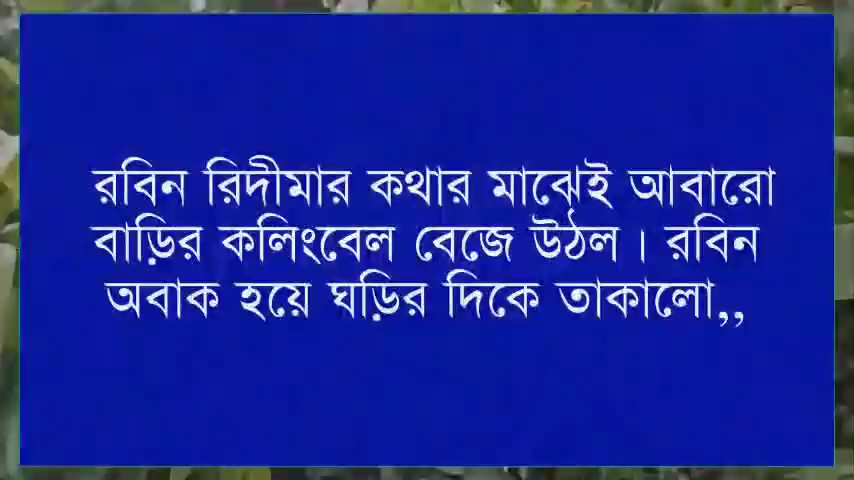 রবিন রিদীমার কথার মাঝেই আবারো
বাড়ির কলিংবেল বেজে উঠল। রবিন
অবাক হয়ে ঘড়ির দিকে তাকালো,,